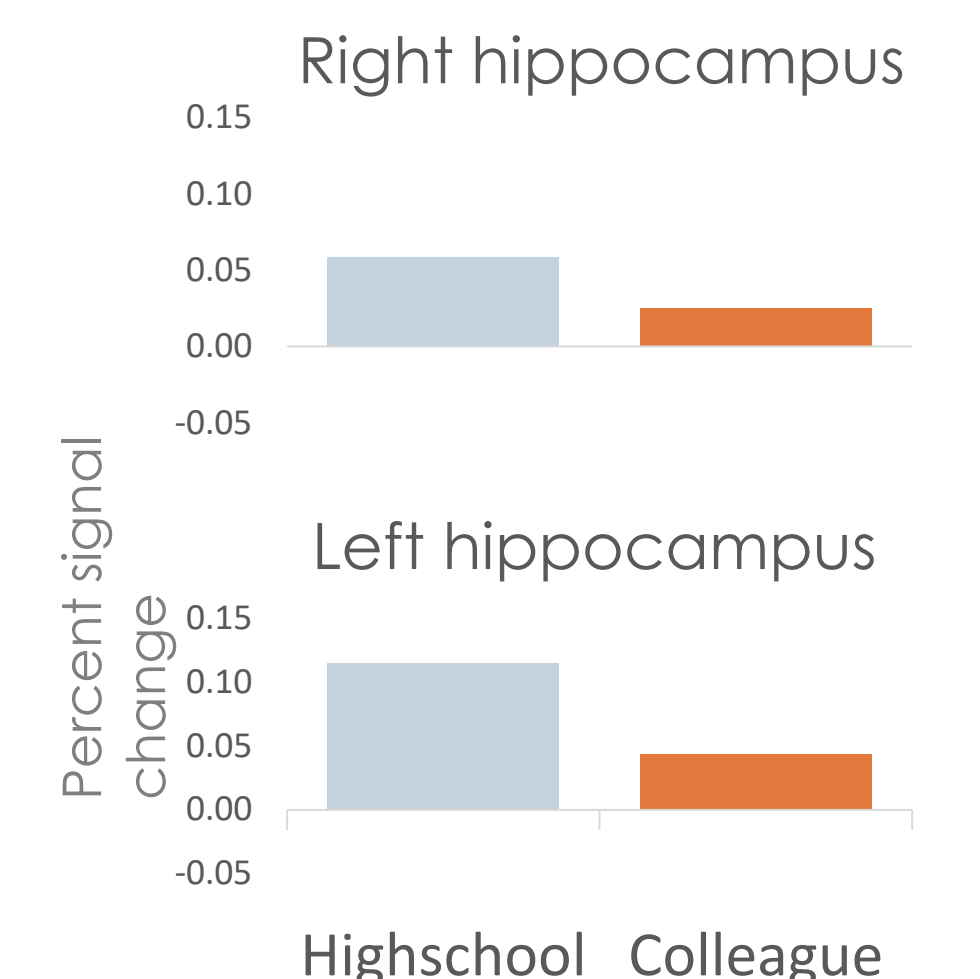 Right hippocampus
0.15
0.10
0.05
0.00
-0.05
Percent signal
change
Left hippocampus
0.15
0.10
0.05
0.00
-0.05
Highschool Colleague